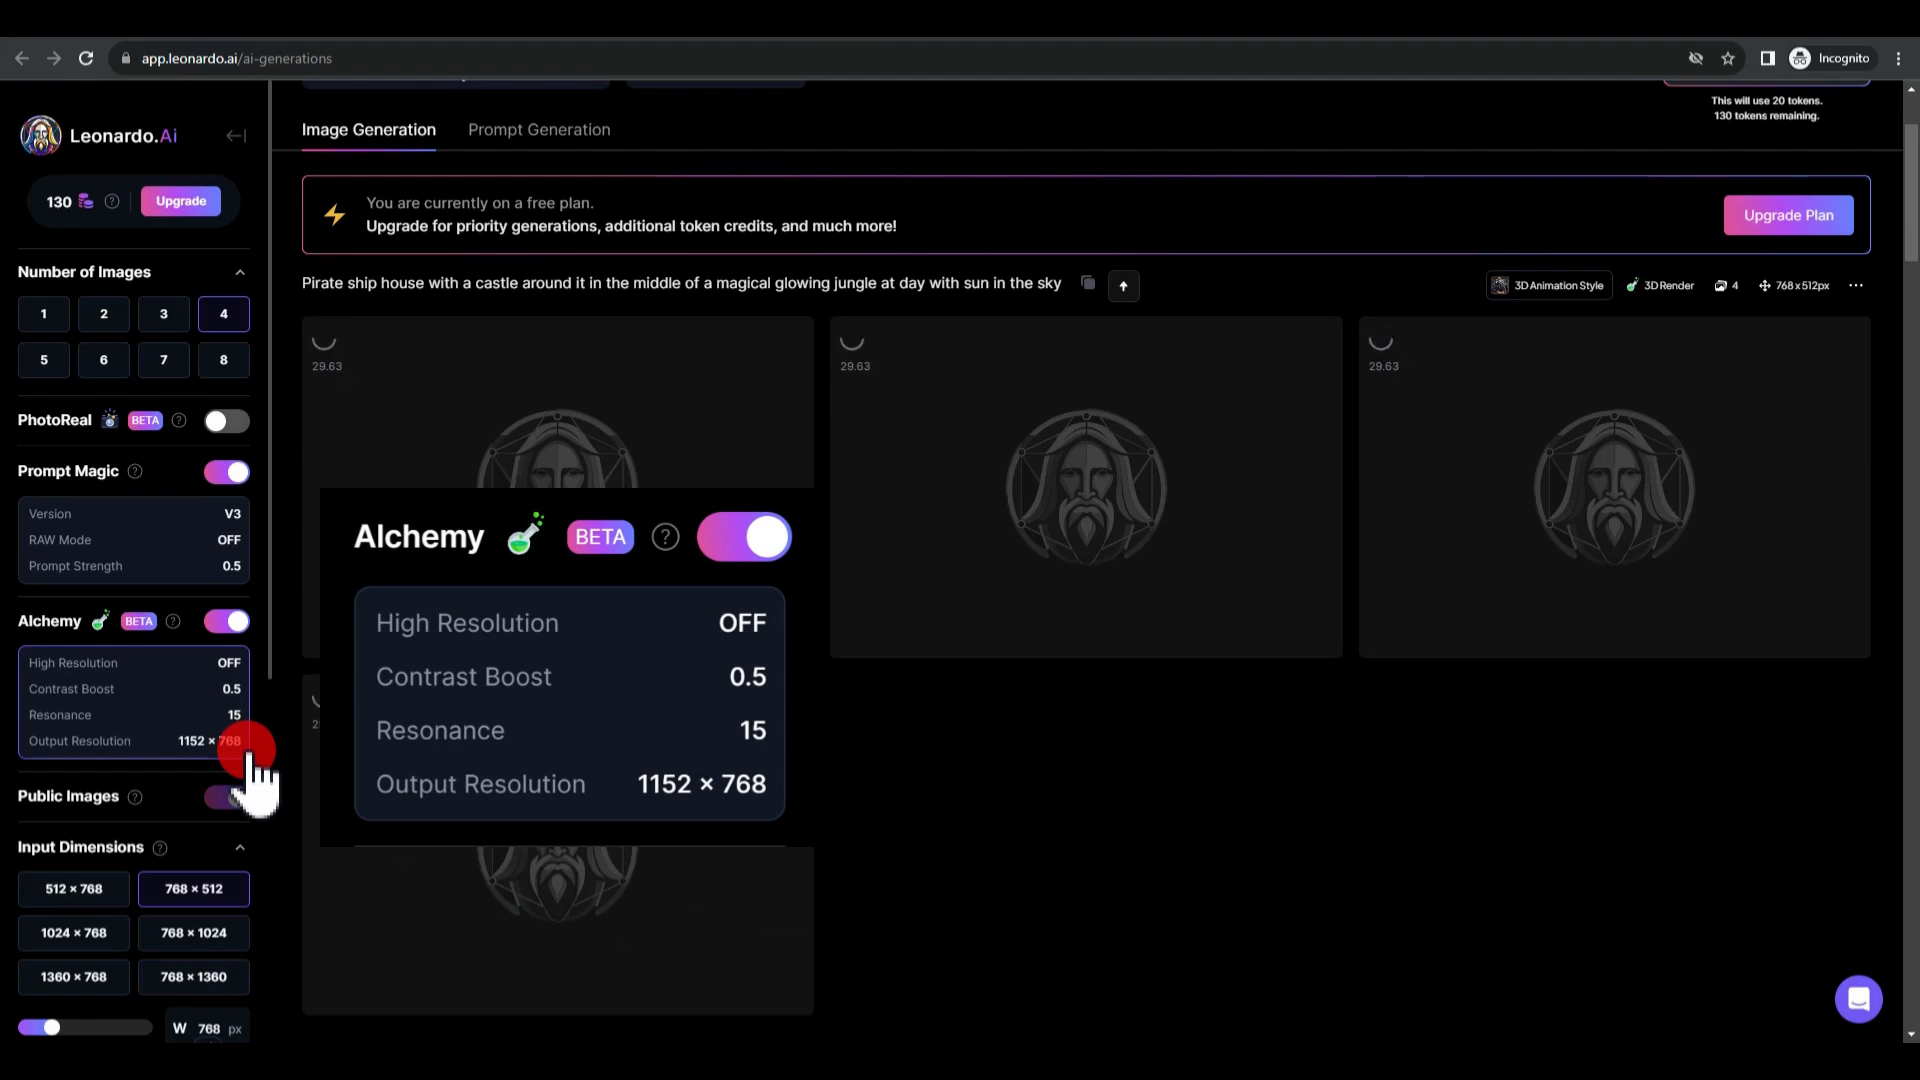 app.leonardo.ai/ai-generations
Incognito
Leonardo.Ai
130
Upgrade
Number of Images
1 2 3 4
5 6 7 8
PhotoReal BETA
Prompt Magic
Version V3
RAW Mode OFF
Prompt Strength 0.5
Alchemy BETA
High Resolution OFF
Contrast Boost 0.5
Resonance 15
Output Resolution 1152 × 768
Public Images
Input Dimensions
512 × 768 768 × 512
1024 × 768 768 × 1024
1360 × 768 768 × 1360
W 768 px
This will use 20 tokens.
130 tokens remaining.
Image Generation Prompt Generation
You are currently on a free plan.
Upgrade for priority generations, additional token credits, and much more!
Upgrade Plan
Pirate ship house with a castle around it in the middle of a magical glowing jungle at day with sun in the sky
3D Animation Style 3D Render 4 768x512px
29.63 29.63 29.63
Alchemy BETA
High Resolution OFF
Contrast Boost 0.5
Resonance 15
Output Resolution 1152 × 768